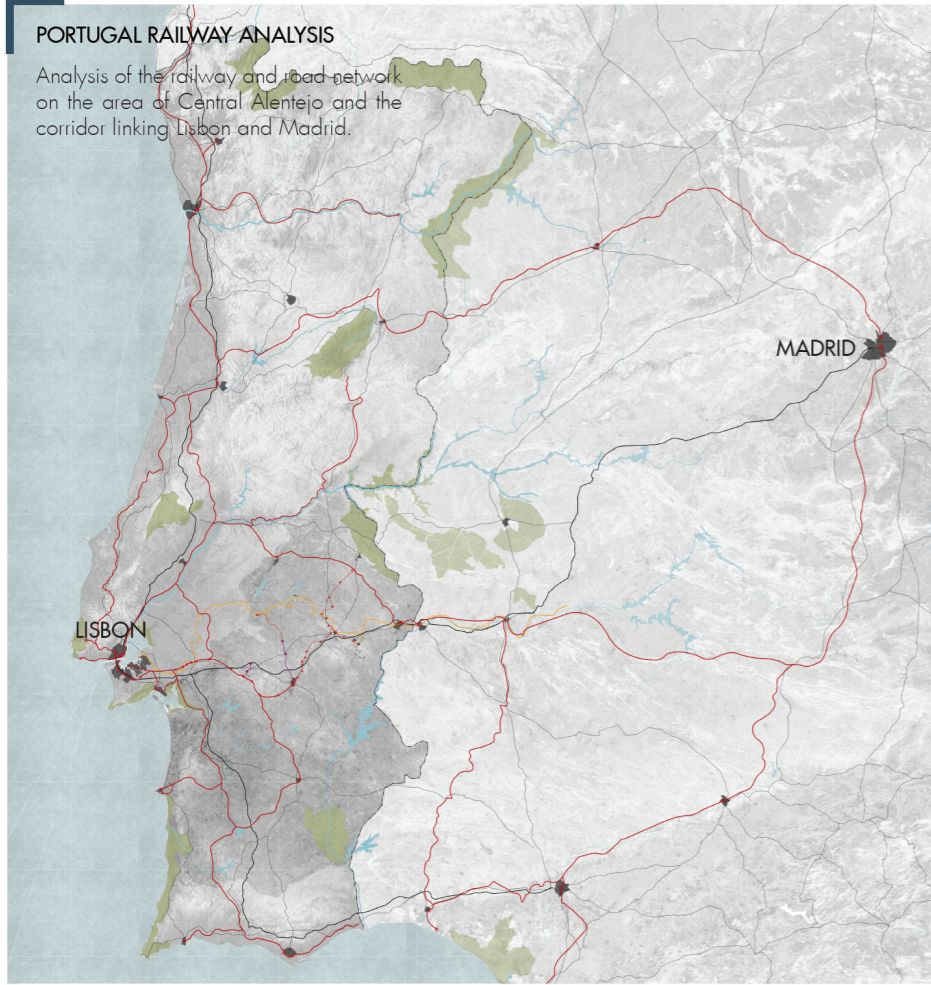 PORTUGAL RAILWAY ANALYSIS
Analysis of the railway and road network
on the area of Central Alentejo and the
corridor linking Lisbon and Madrid.
MADRID
LISBON